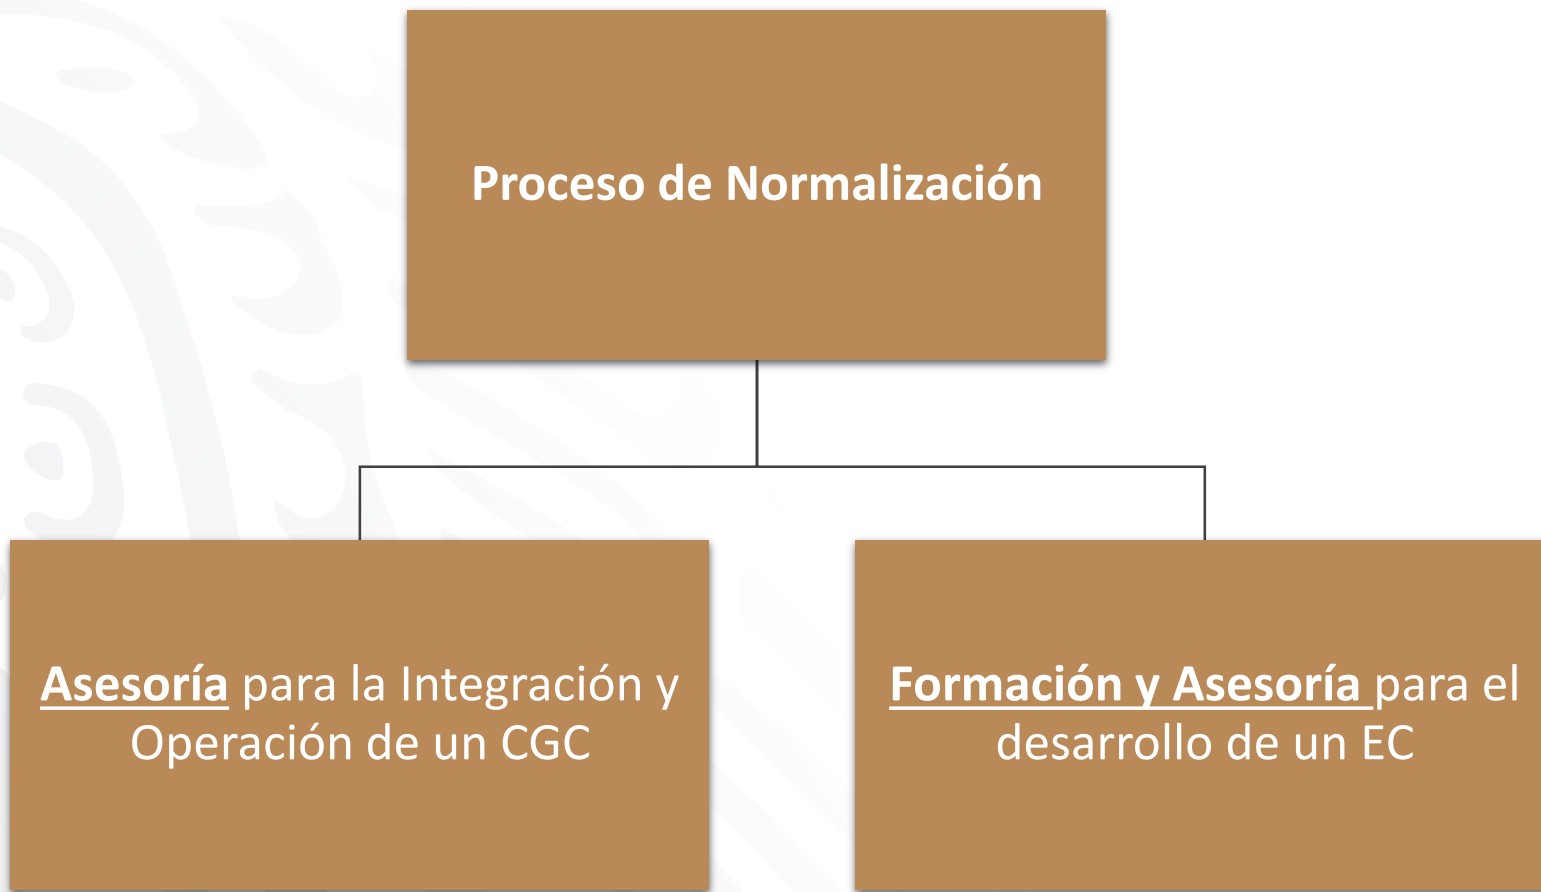 Proceso de Normalización
Asesoría para la Integración y
Operación de un CGC
Formación y Asesoría para el
desarrollo de un EC